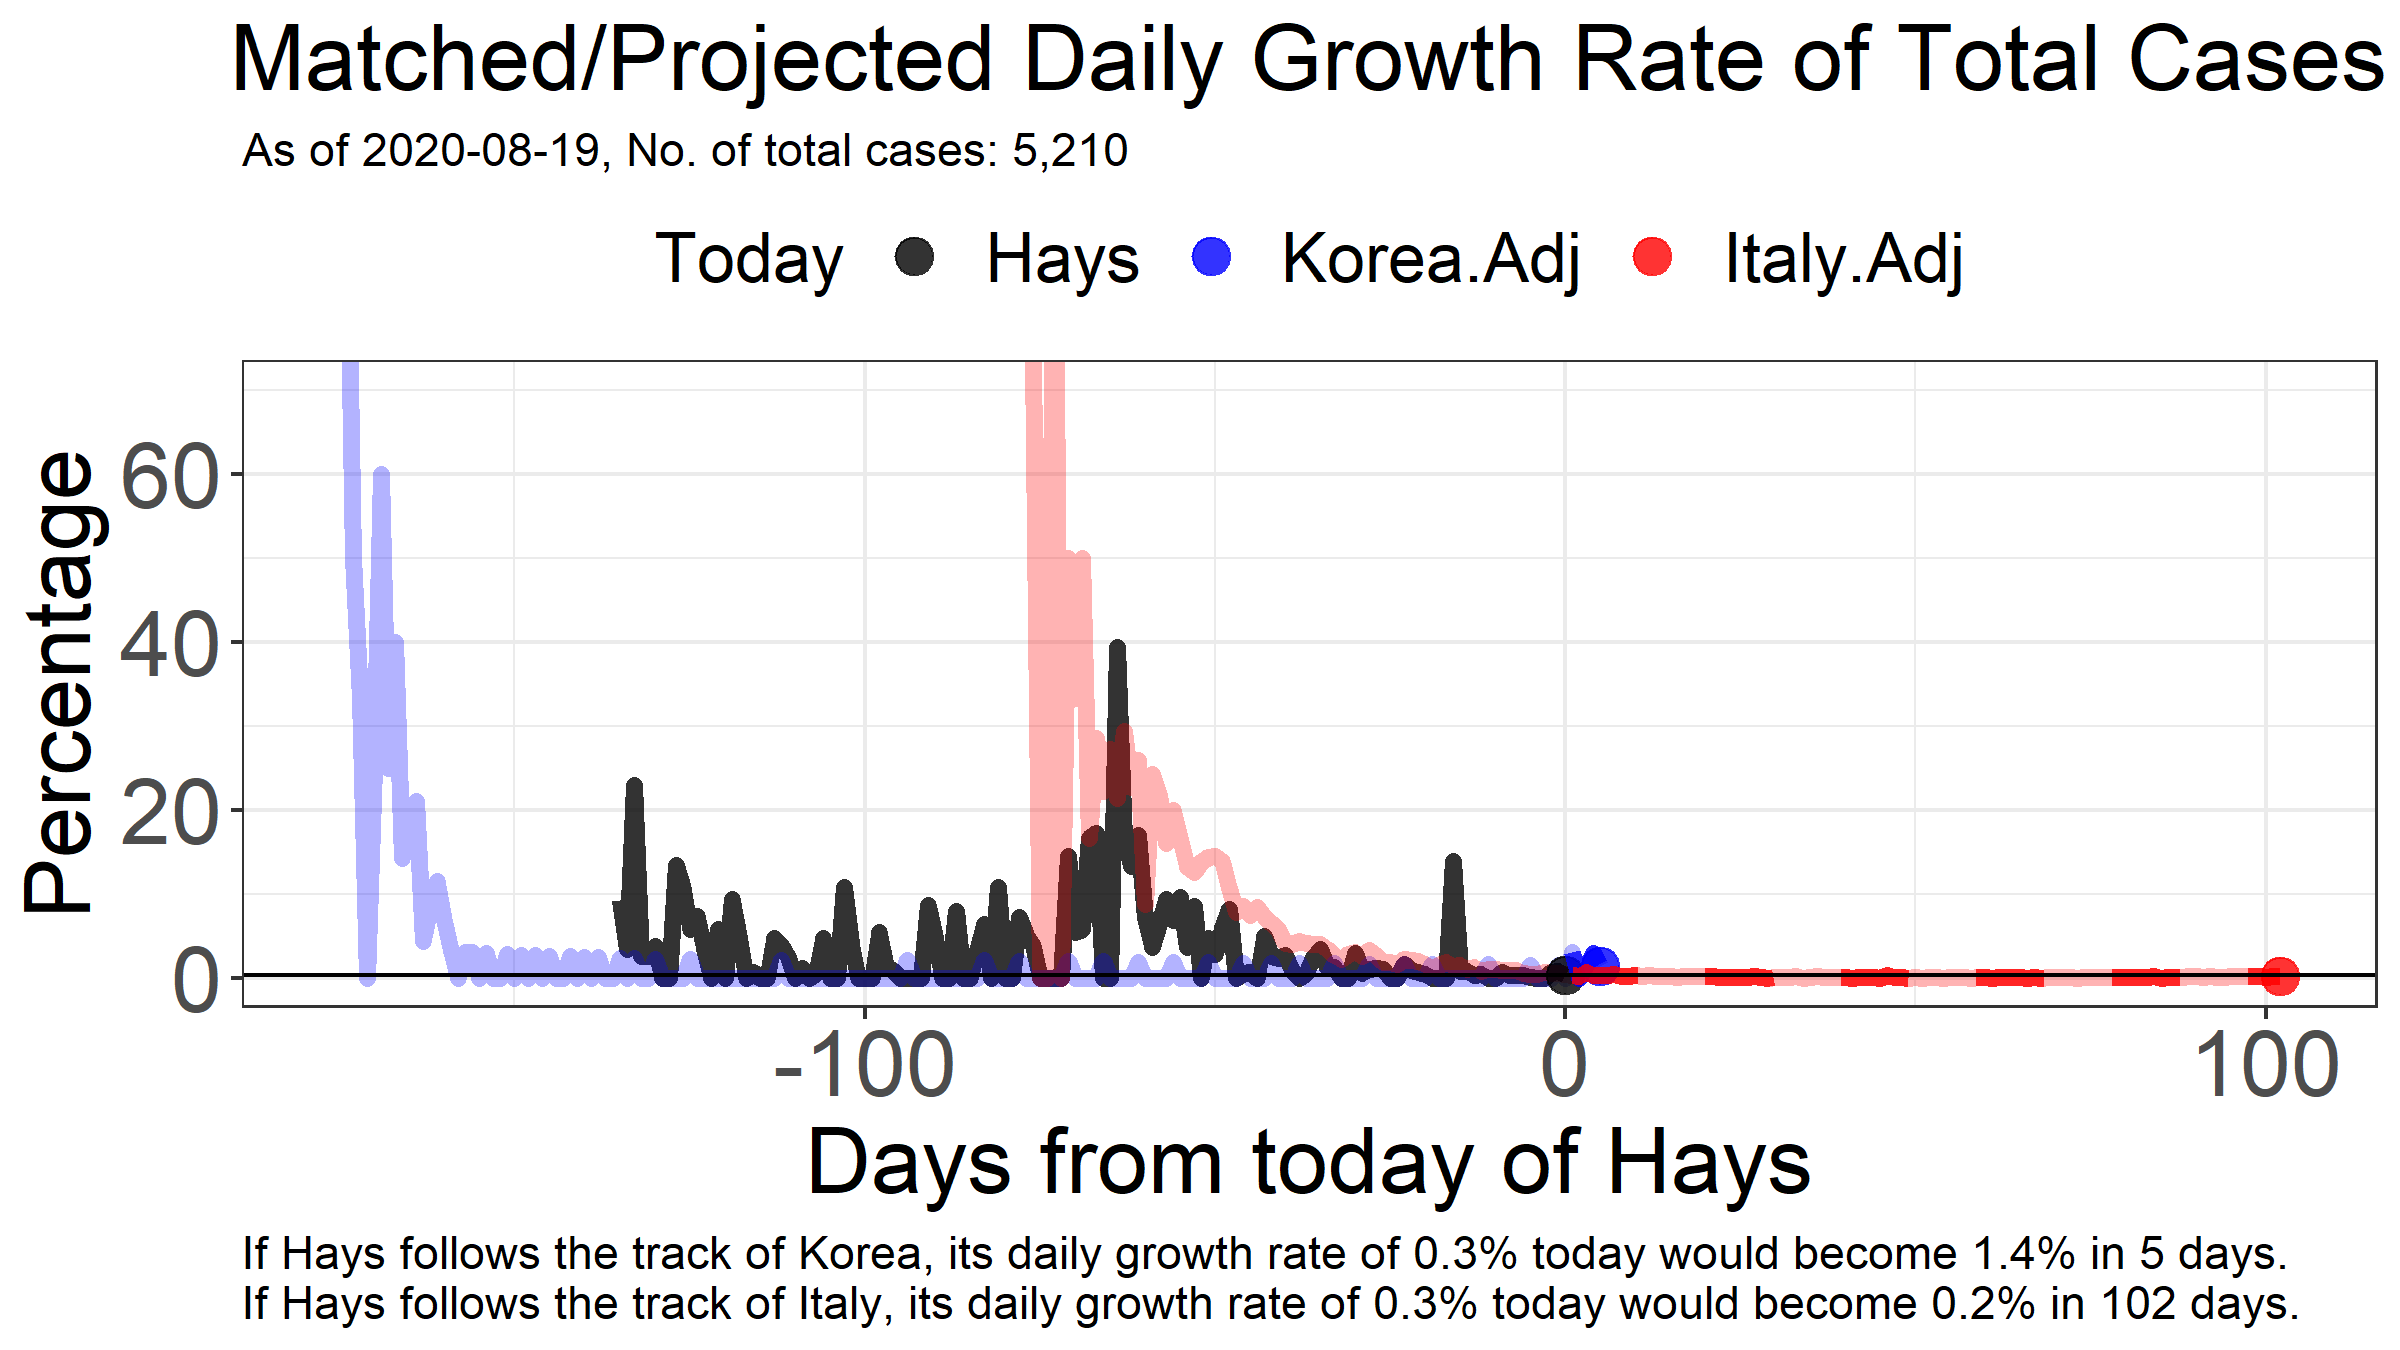 Matched/Projected Daily Growth Rate of Total Cases
As of 2020-08-19, No. of total cases: 5,210
Today Hays Korea.Adj Italy.Adj
Percentage
60
40
20
0
-100 0 100
Days from today of Hays
If Hays follows the track of Korea, its daily growth rate of 0.3% today would become 1.4% in 5 days.
If Hays follows the track of Italy, its daily growth rate of 0.3% today would become 0.2% in 102 days.